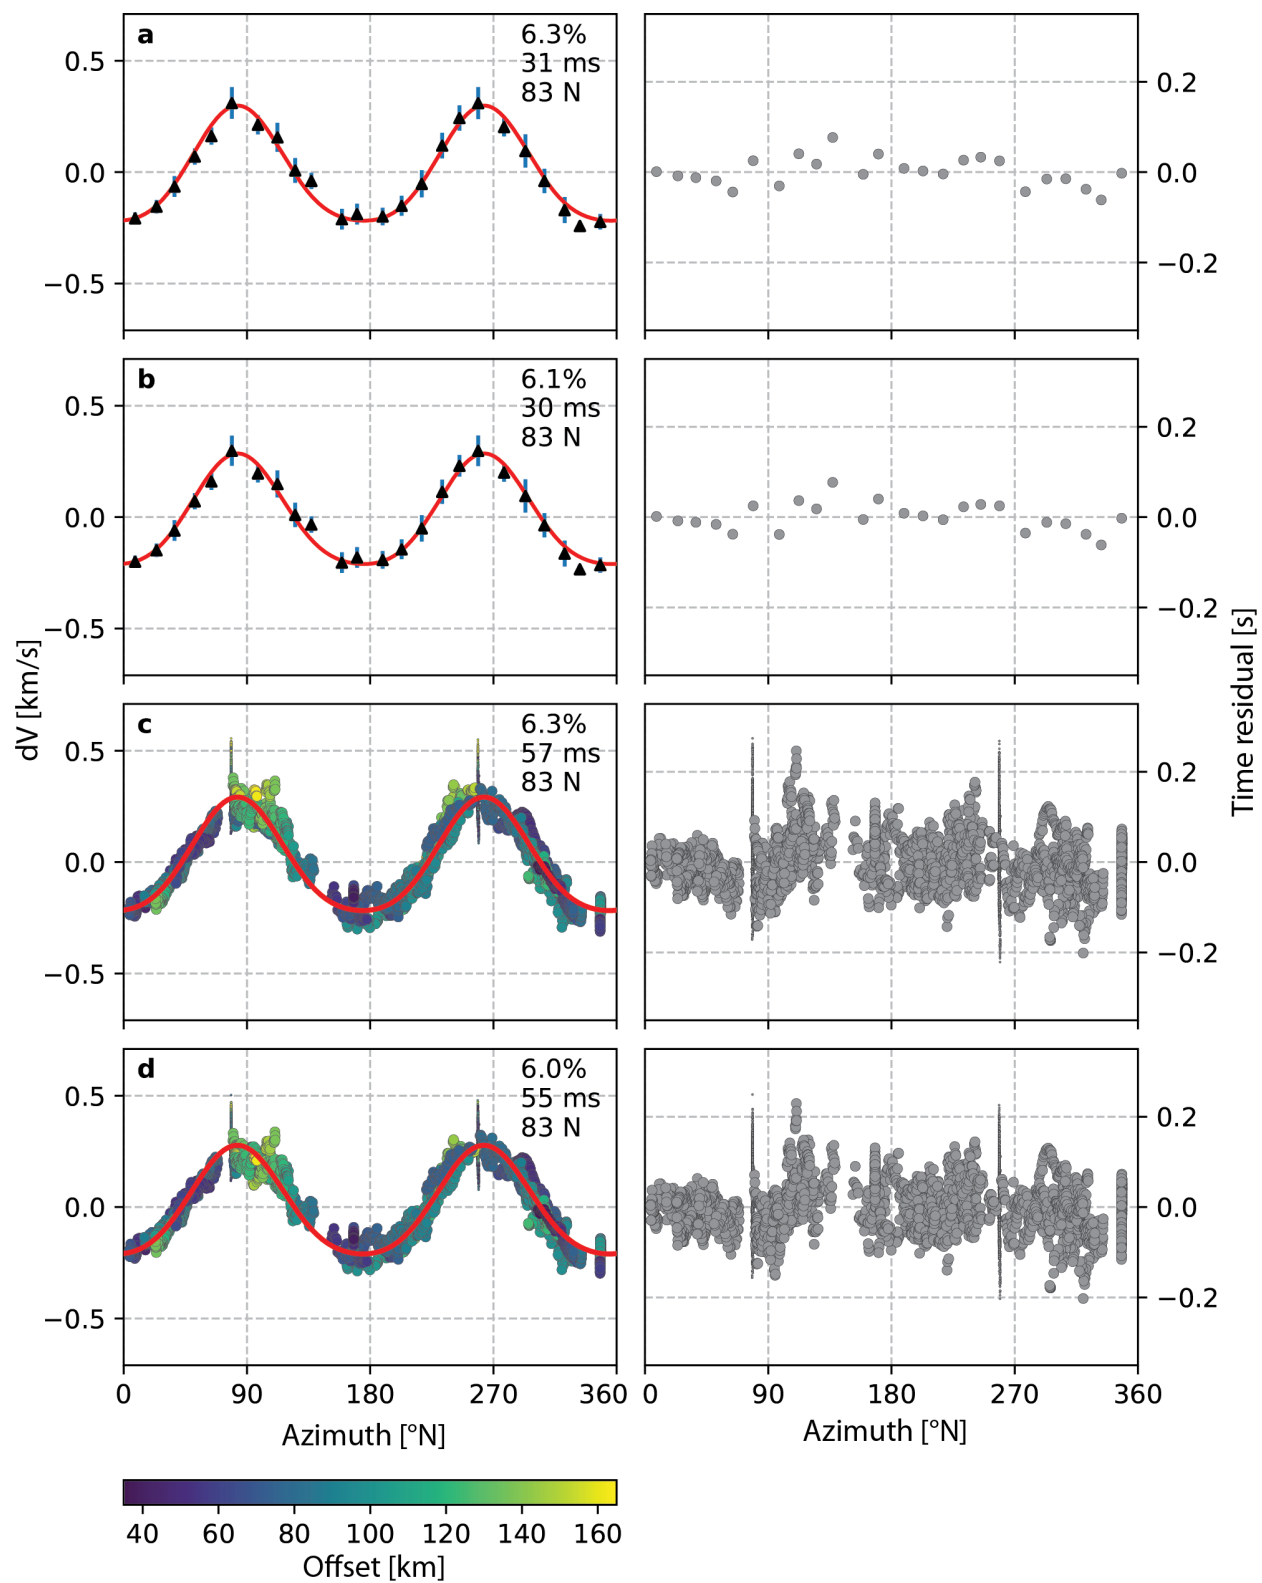 a
6.3%
31 ms
83 N
0.5
0.0
−0.5
0.2
0.0
−0.2
b
6.1%
30 ms
83 N
0.5
0.0
−0.5
0.2
0.0
−0.2
dV [km/s]
Time residual [s]
c
6.3%
57 ms
83 N
0.5
0.0
−0.5
0.2
0.0
−0.2
d
6.0%
55 ms
83 N
0.5
0.0
−0.5
0.2
0.0
−0.2
0 90 180 270 360
0 90 180 270 360
Azimuth [°N]
Azimuth [°N]
40 60 80 100 120 140 160
Offset [km]